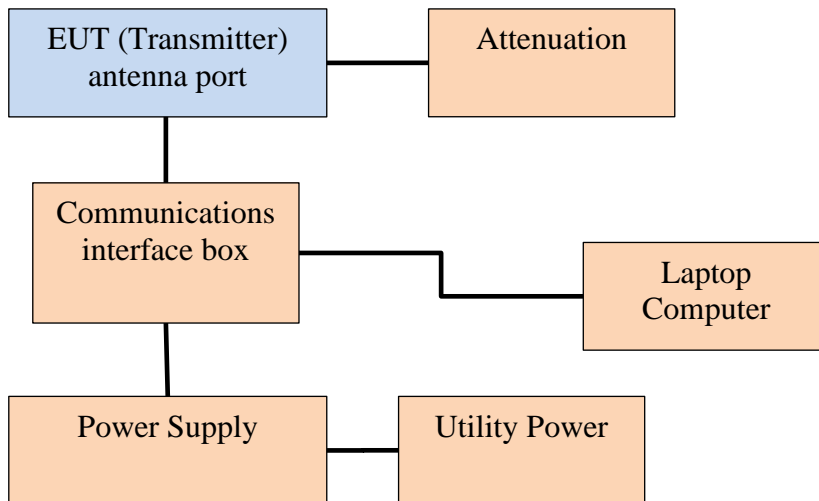 EUT (Transmitter)
antenna port
Attenuation
Communications
interface box
Laptop
Computer
Power Supply
Utility Power